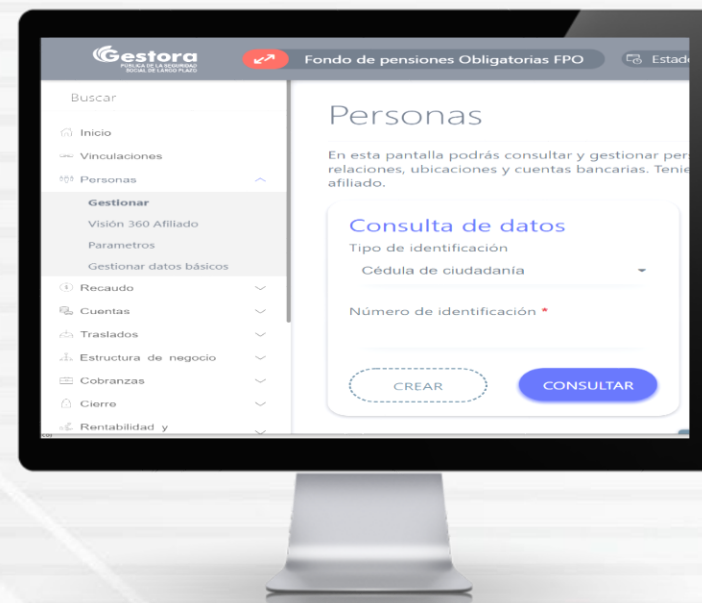 Gestora
PÚBLICA DE LA SEGURIDAD
SOCIAL DE LARGO PLAZO
Fondo de pensiones Obligatorias FPO
Estado
Buscar
Inicio
Vinculaciones
Personas
Gestionar
Visión 360 Afiliado
Parametros
Gestionar datos básicos
Recaudo
Cuentas
Traslados
Estructura de negocio
Cobranzas
Cierre
Rentabilidad y
Personas
En esta pantalla podrás consultar y gestionar per
relaciones, ubicaciones y cuentas bancarias. Tenie
afiliado.
Consulta de datos
Tipo de identificación
Cédula de ciudadanía
Número de identificación *
CREAR
CONSULTAR